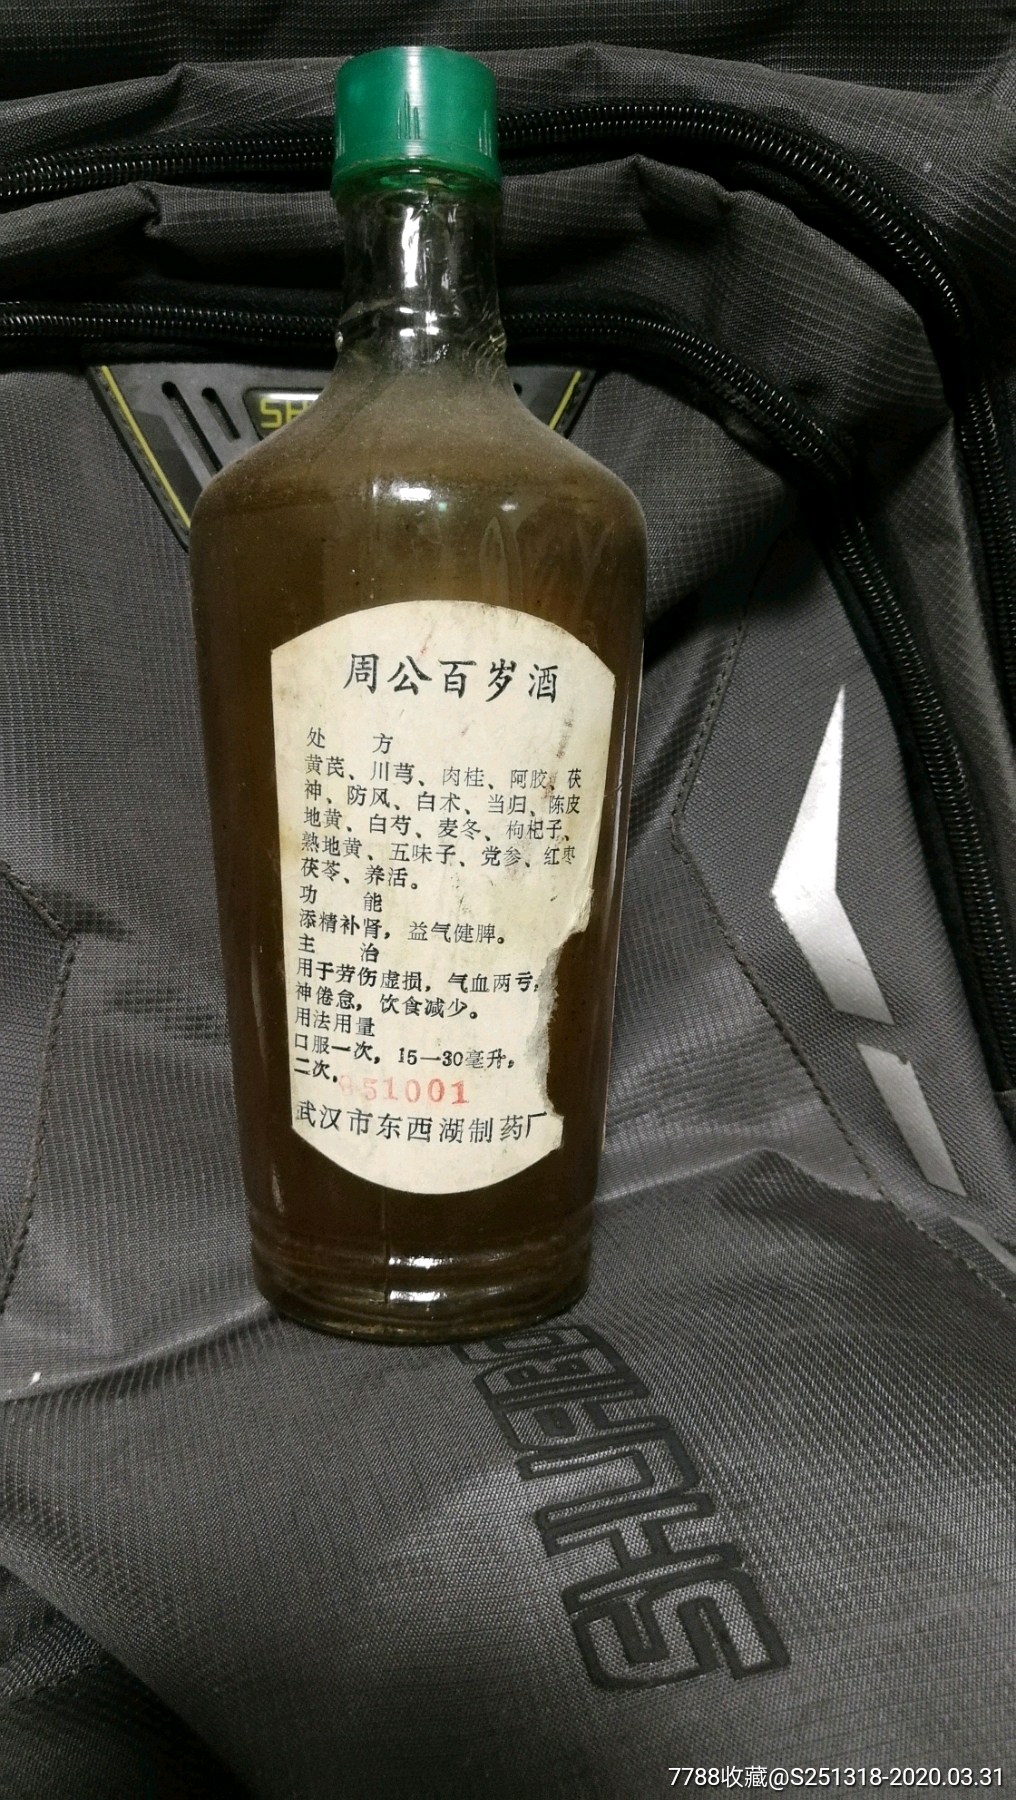 周公百岁酒
处 方
黄芪、川芎、肉桂、阿胶、茯
神、防风、白术、当归、陈皮
地黄、白芍、麦冬、枸杞子、
熟地黄、五味子、党参、红枣
茯苓、养活。
功 能
添精补肾，益气健脾。
主 治
用于劳伤虚损，气血两亏，
神倦怠，饮食减少。
用法用量
口服一次，15—30毫升，
二次，
851001
武汉市东西湖制药厂
SH
7788收藏@S251318-2020.03.31